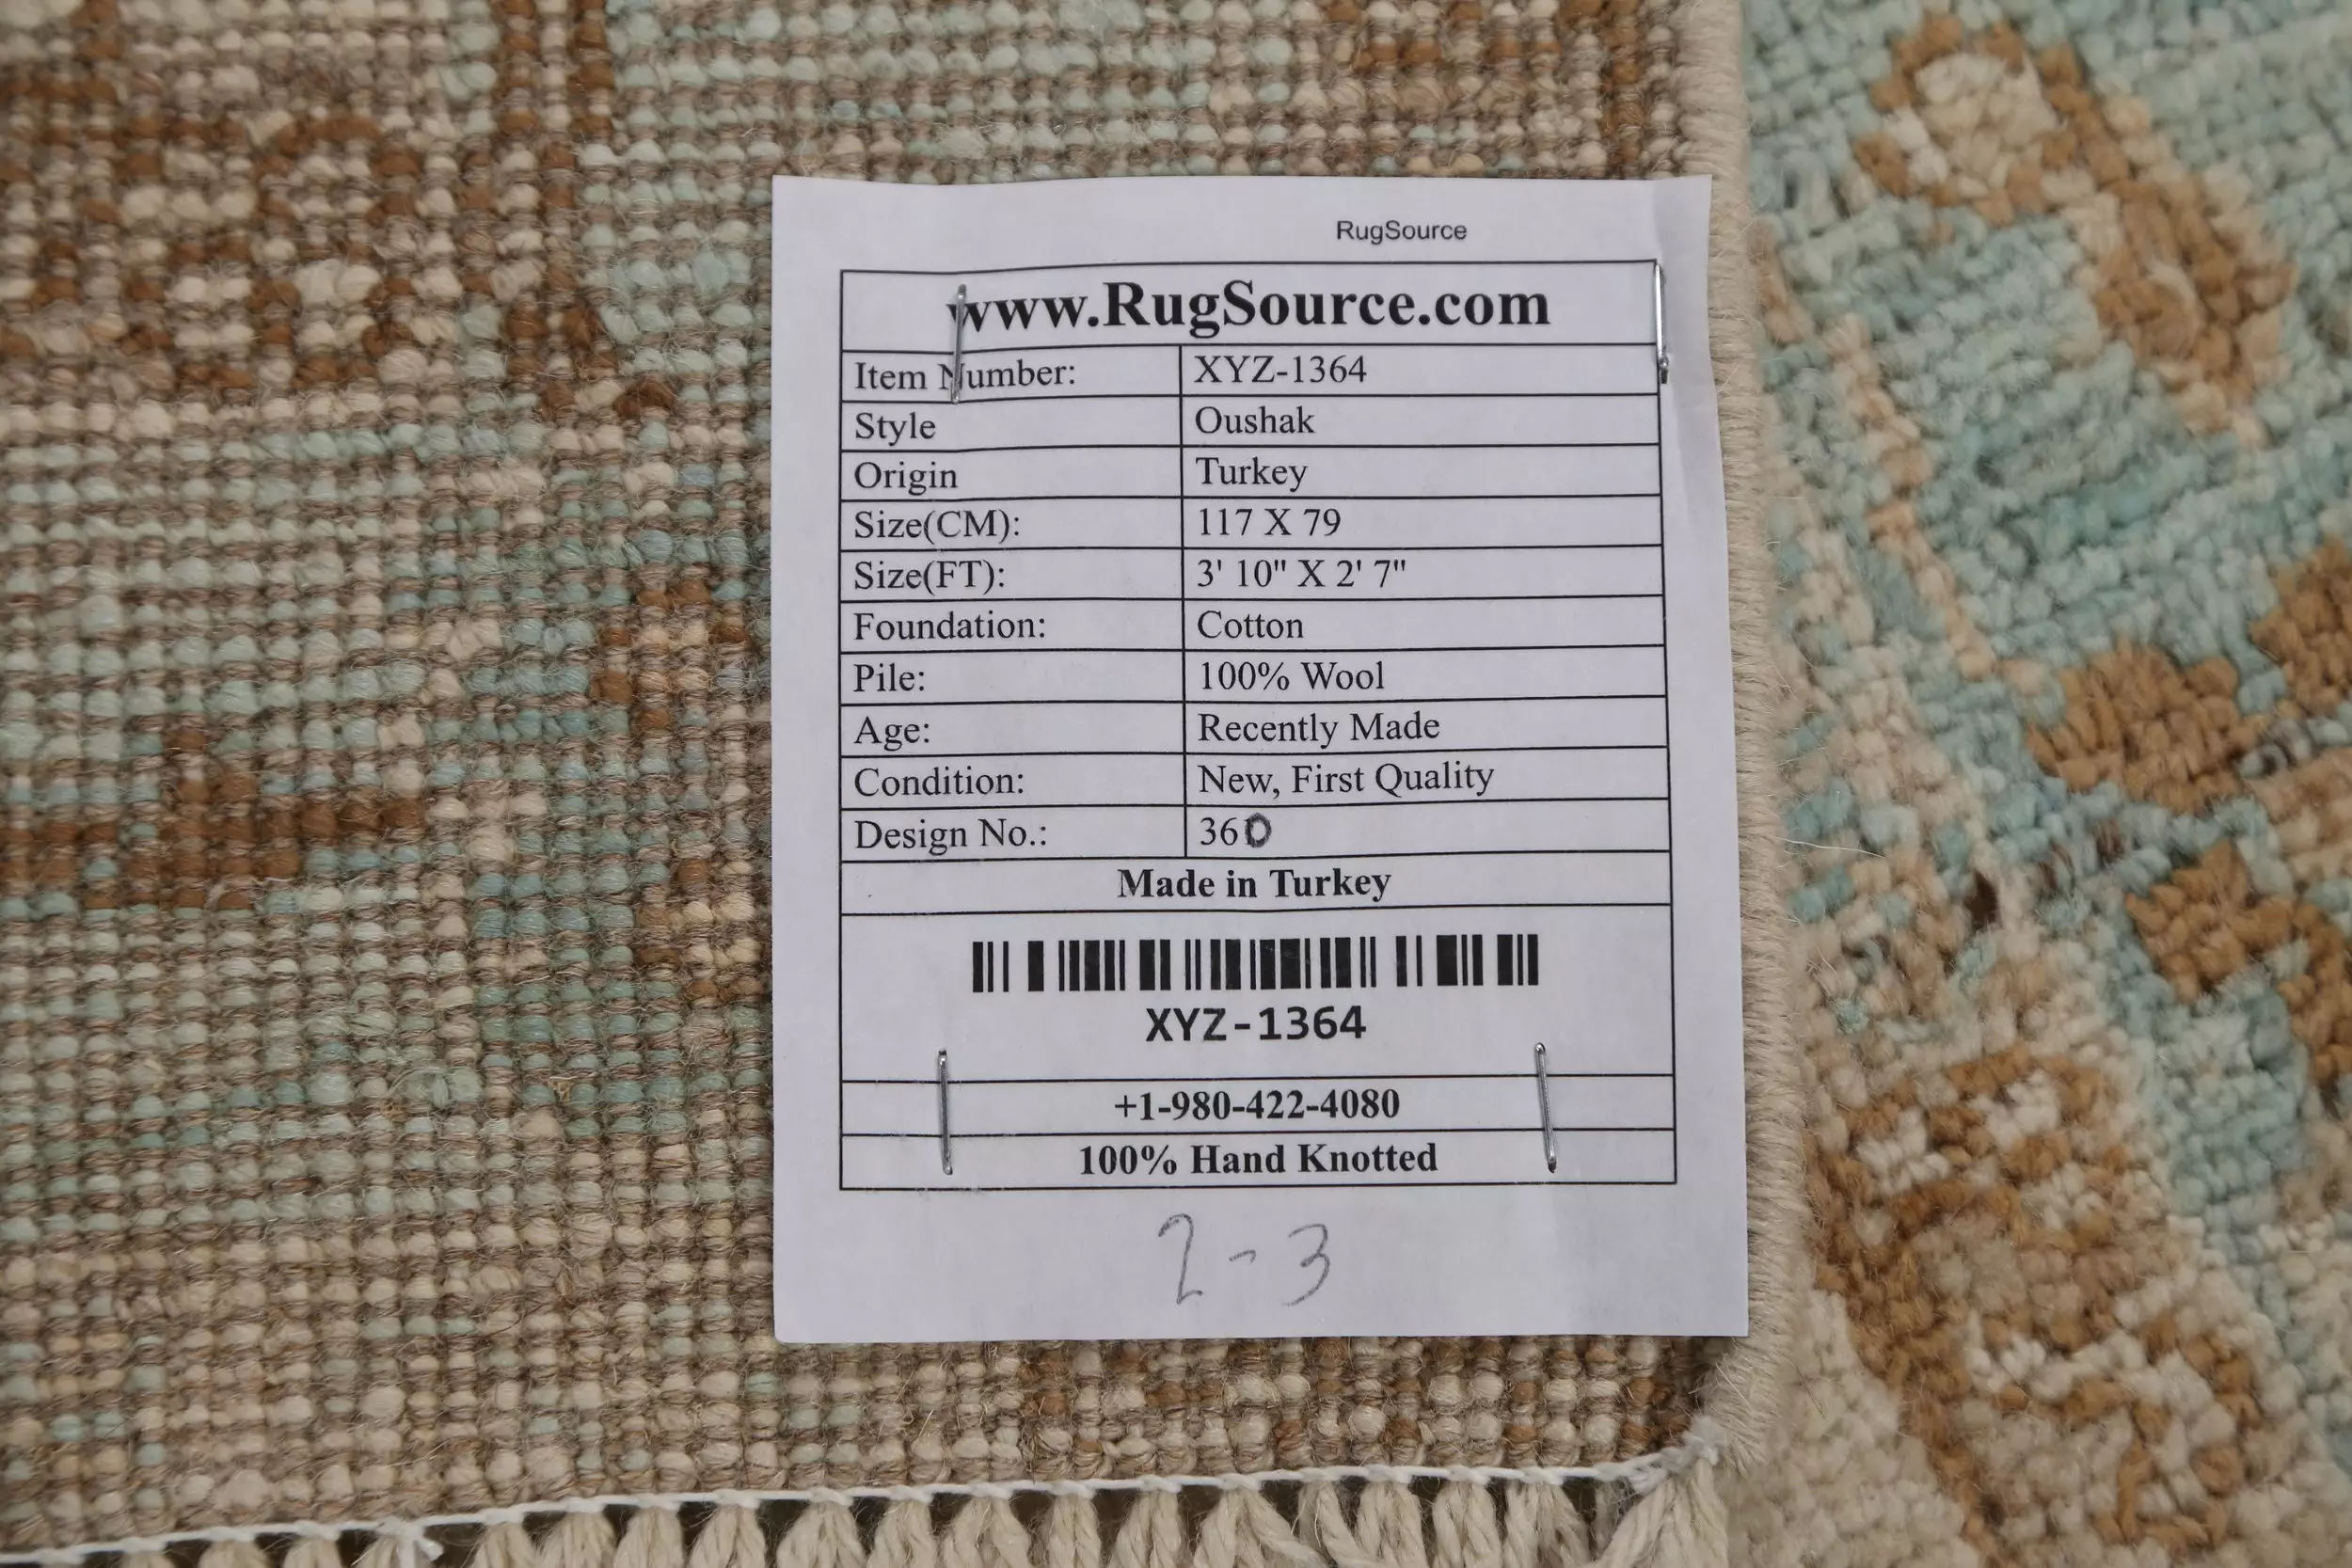 RugSource
www.RugSource.com
Item Number: XYZ-1364
Style Oushak
Origin Turkey
Size(CM): 117 X 79
Size(FT): 3' 10" X 2' 7"
Foundation: Cotton
Pile: 100% Wool
Age: Recently Made
Condition: New, First Quality
Design No.: 360
Made in Turkey
XYZ-1364
+1-980-422-4080
100% Hand Knotted
2-3